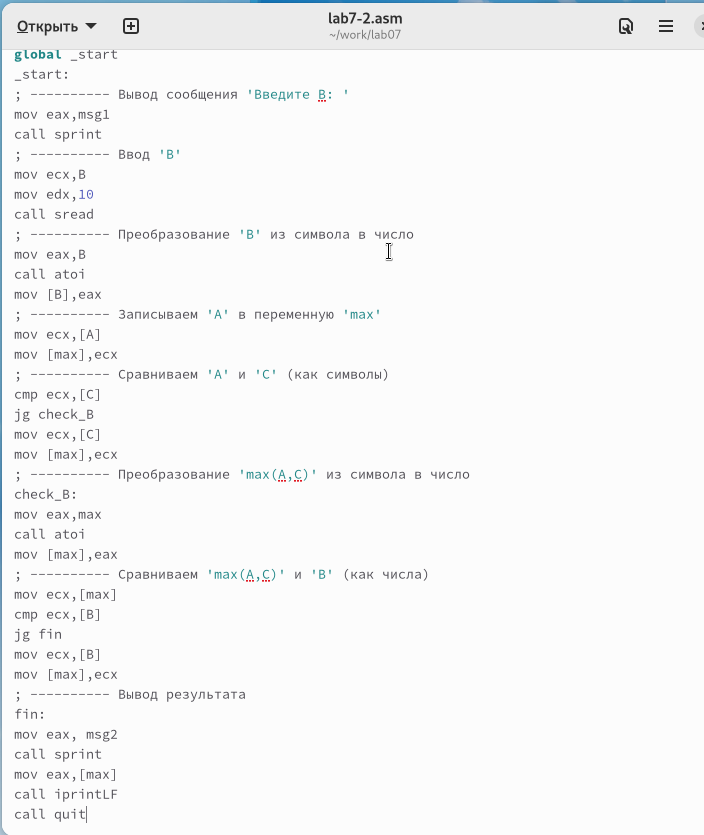 Открыть
lab7-2.asm
~/work/lab07
global _start
_start:
; ---------- Вывод сообщения 'Введите B: '
mov eax,msg1
call sprint
; ---------- Ввод 'B'
mov ecx,B
mov edx,10
call sread
; ---------- Преобразование 'B' из символа в число
mov eax,B
call atoi
mov [B],eax
; ---------- Записываем 'A' в переменную 'max'
mov ecx,[A]
mov [max],ecx
; ---------- Сравниваем 'A' и 'C' (как символы)
cmp ecx,[C]
jg check_B
mov ecx,[C]
mov [max],ecx
; ---------- Преобразование 'max(A,C)' из символа в число
check_B:
mov eax,max
call atoi
mov [max],eax
; ---------- Сравниваем 'max(A,C)' и 'B' (как числа)
mov ecx,[max]
cmp ecx,[B]
jg fin
mov ecx,[B]
mov [max],ecx
; ---------- Вывод результата
fin:
mov eax, msg2
call sprint
mov eax,[max]
call iprintLF
call quit